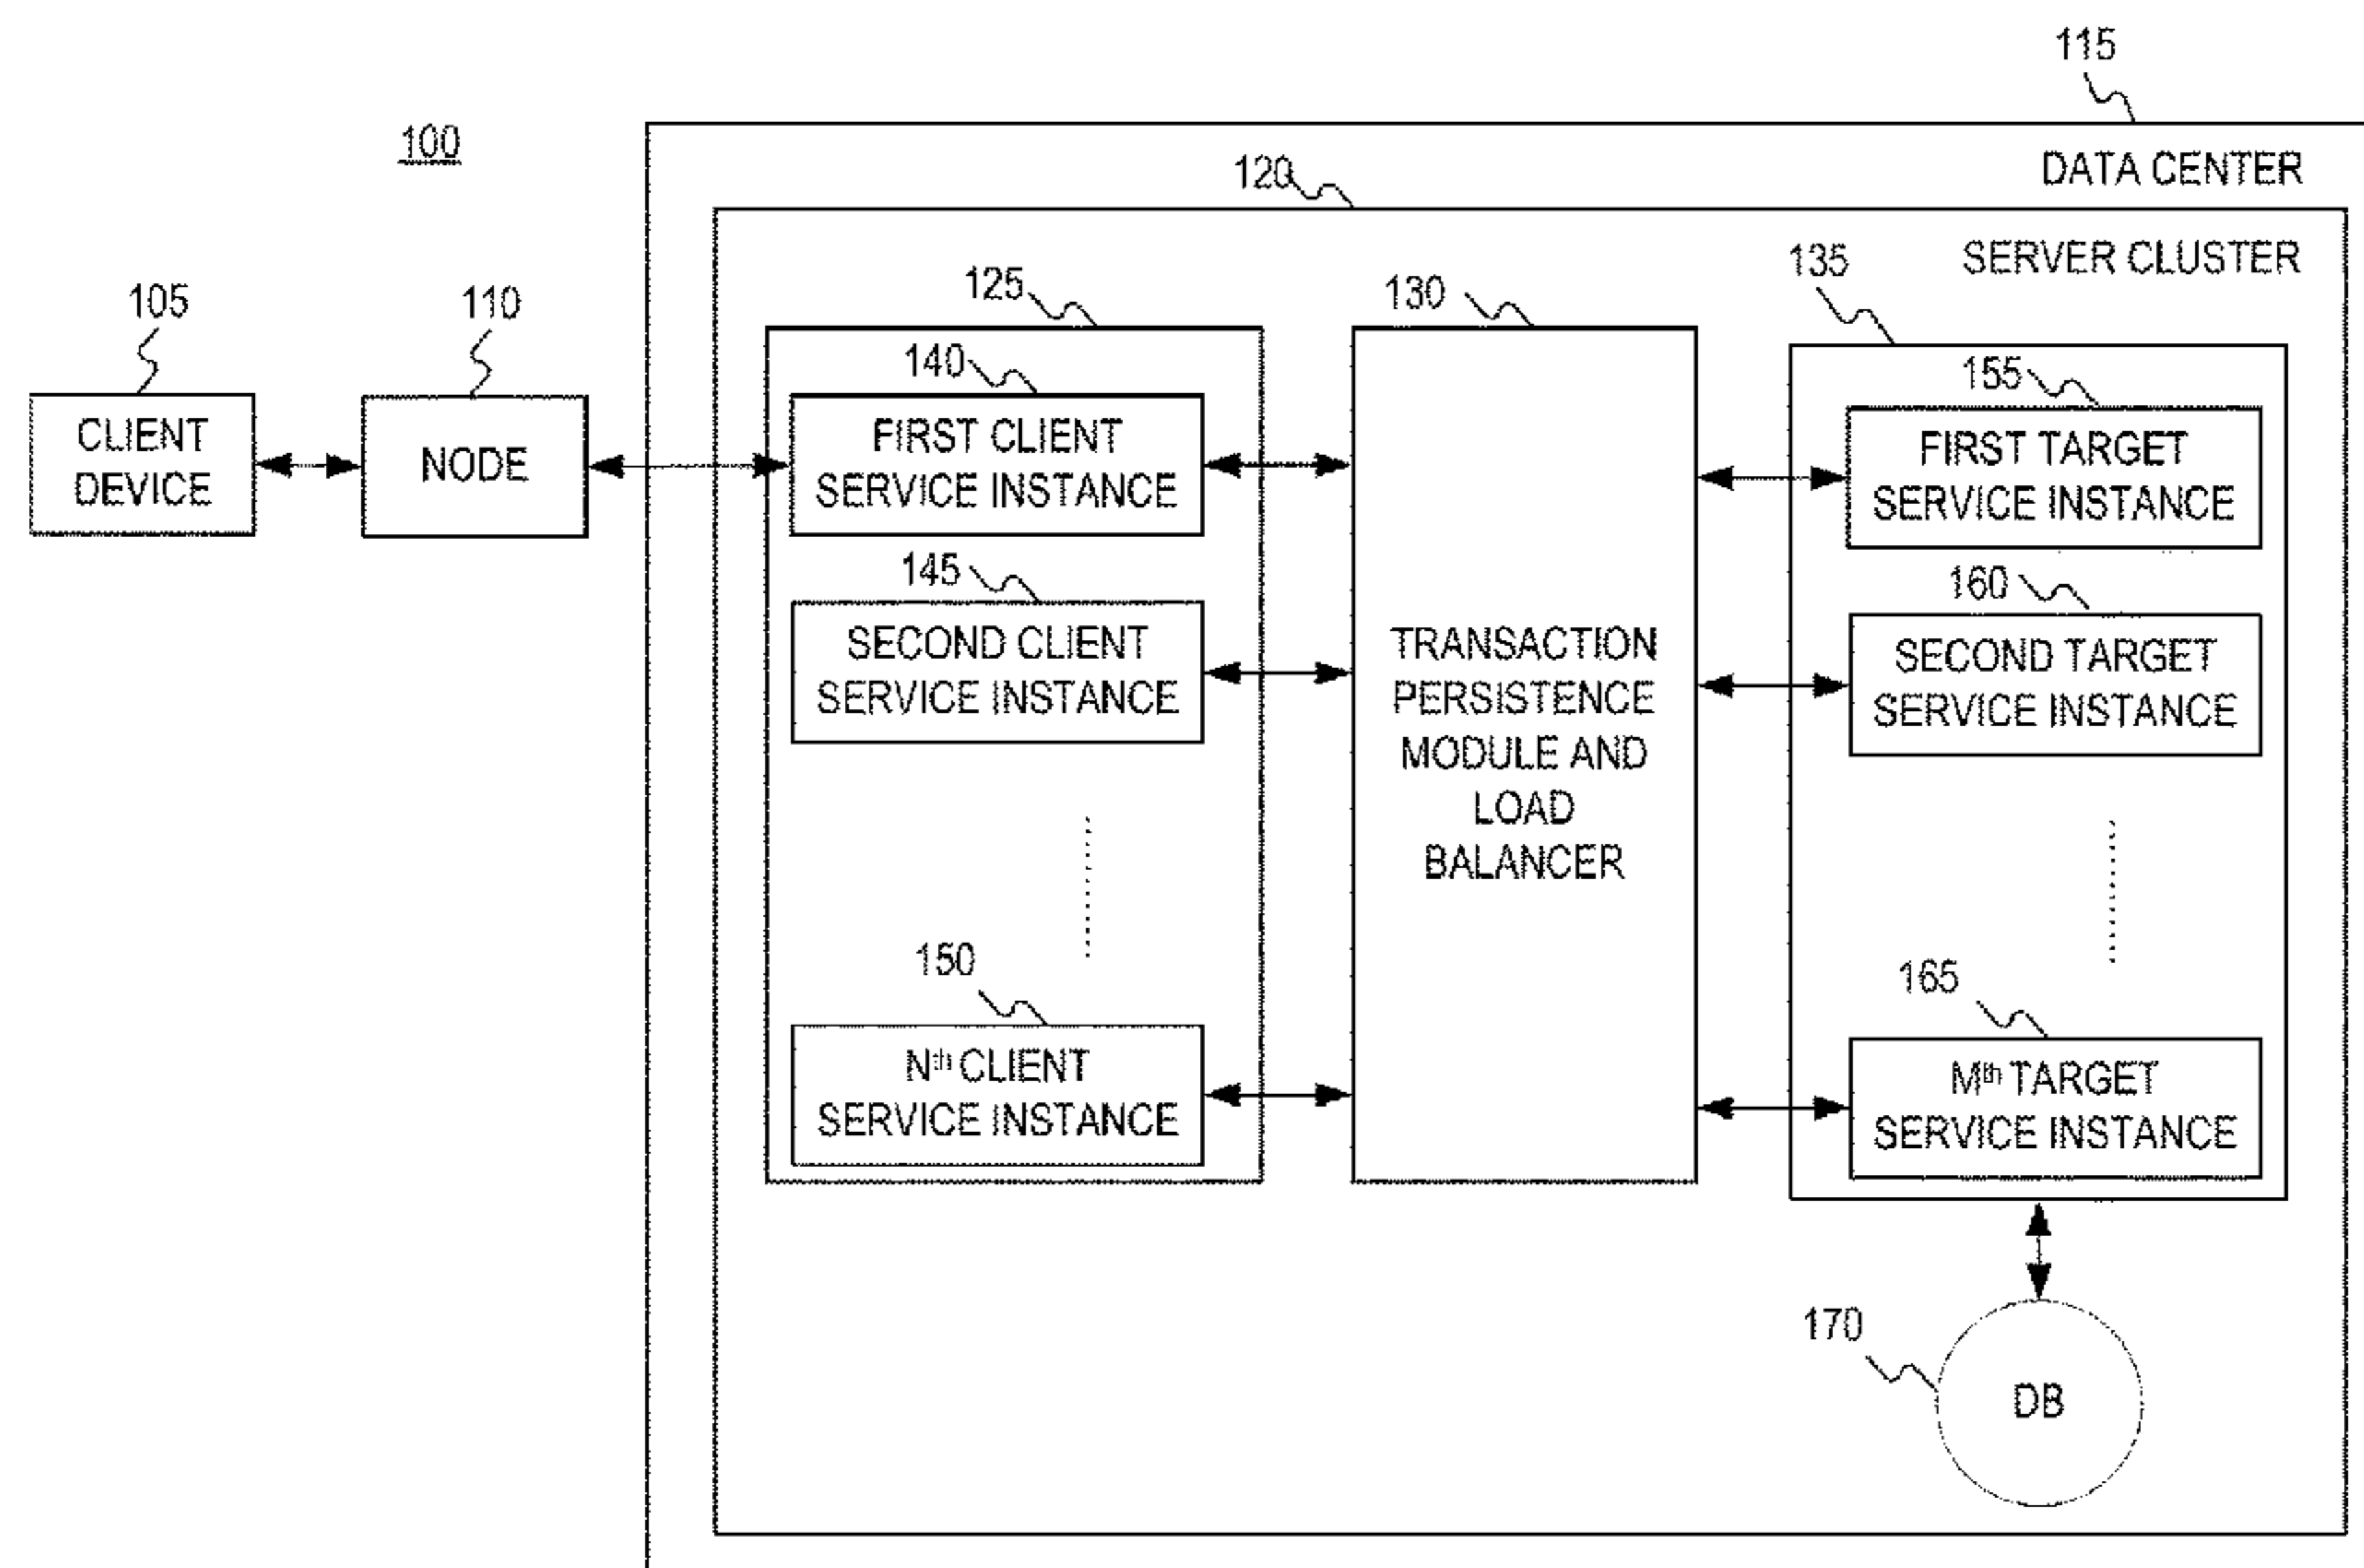 115
100
DATA CENTER
120
SERVER CLUSTER
135
125
130
105
110
140
155
CLIENT
DEVICE
NODE
FIRST CLIENT
SERVICE INSTANCE
FIRST TARGET
SERVICE INSTANCE
145
160
SECOND CLIENT
SERVICE INSTANCE
TRANSACTION
PERSISTENCE
MODULE AND
LOAD
BALANCER
SECOND TARGET
SERVICE INSTANCE
150
165
Nth CLIENT
SERVICE INSTANCE
Mth TARGET
SERVICE INSTANCE
170
DB